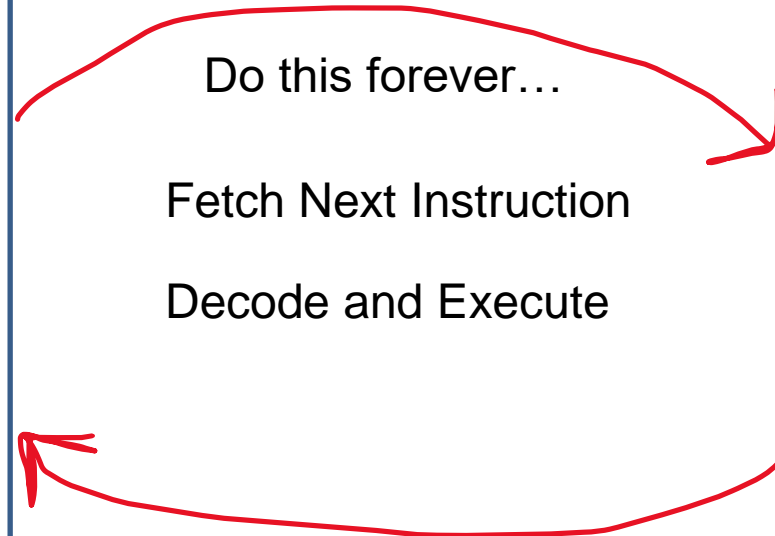 Do this forever…
Fetch Next Instruction
Decode and Execute